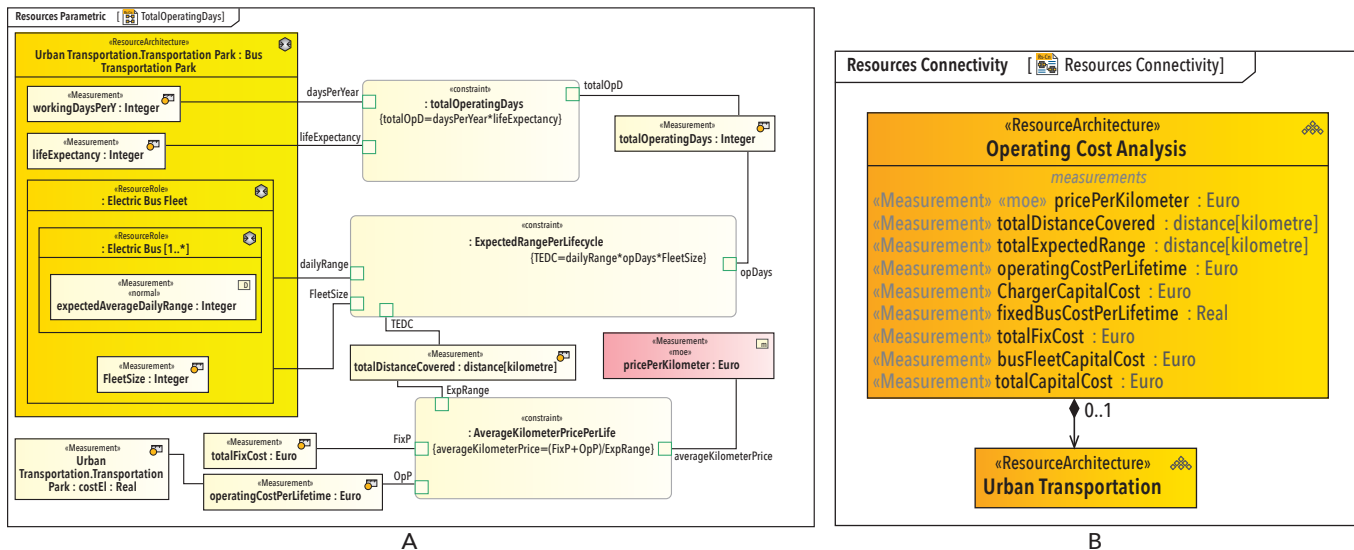 Resources Parametric [ TotalOperatingDays]
«ResourceArchitecture»
Urban Transportation.Transportation Park : Bus
Transportation Park
«Measurement»
workingDaysPerY : Integer
«Measurement»
lifeExpectancy : Integer
«ResourceRole»
: Electric Bus Fleet
«ResourceRole»
: Electric Bus [1..*]
«Measurement»
«normal»
D
expectedAverageDailyRange : Integer
«Measurement»
FleetSize : Integer
daysPerYear
lifeExpectancy
«constraint»
: totalOperatingDays
{totalOpD=daysPerYear*lifeExpectancy}
totalOpD
«Measurement»
totalOperatingDays : Integer
dailyRange
FleetSize
«constraint»
: ExpectedRangePerLifecycle
{TEDC=dailyRange*opDays*FleetSize}
opDays
TEDC
«Measurement»
totalDistanceCovered : distance[kilometre]
ExpRange
«Measurement»
«moe»
m
pricePerKilometer : Euro
«Measurement»
Urban
Transportation.Transportation
Park : costEl : Real
«Measurement»
totalFixCost : Euro
«Measurement»
operatingCostPerLifetime : Euro
FixP
OpP
«constraint»
: AverageKilometerPricePerLife
{averageKilometerPrice=(FixP+OpP)/ExpRange}
averageKilometerPrice
A
Resources Connectivity [ Resources Connectivity]
«ResourceArchitecture»
Operating Cost Analysis
measurements
«Measurement» «moe» pricePerKilometer : Euro
«Measurement» totalDistanceCovered : distance[kilometre]
«Measurement» totalExpectedRange : distance[kilometre]
«Measurement» operatingCostPerLifetime : Euro
«Measurement» ChargerCapitalCost : Euro
«Measurement» fixedBusCostPerLifetime : Real
«Measurement» totalFixCost : Euro
«Measurement» busFleetCapitalCost : Euro
«Measurement» totalCapitalCost : Euro
0..1
«ResourceArchitecture»
Urban Transportation
B